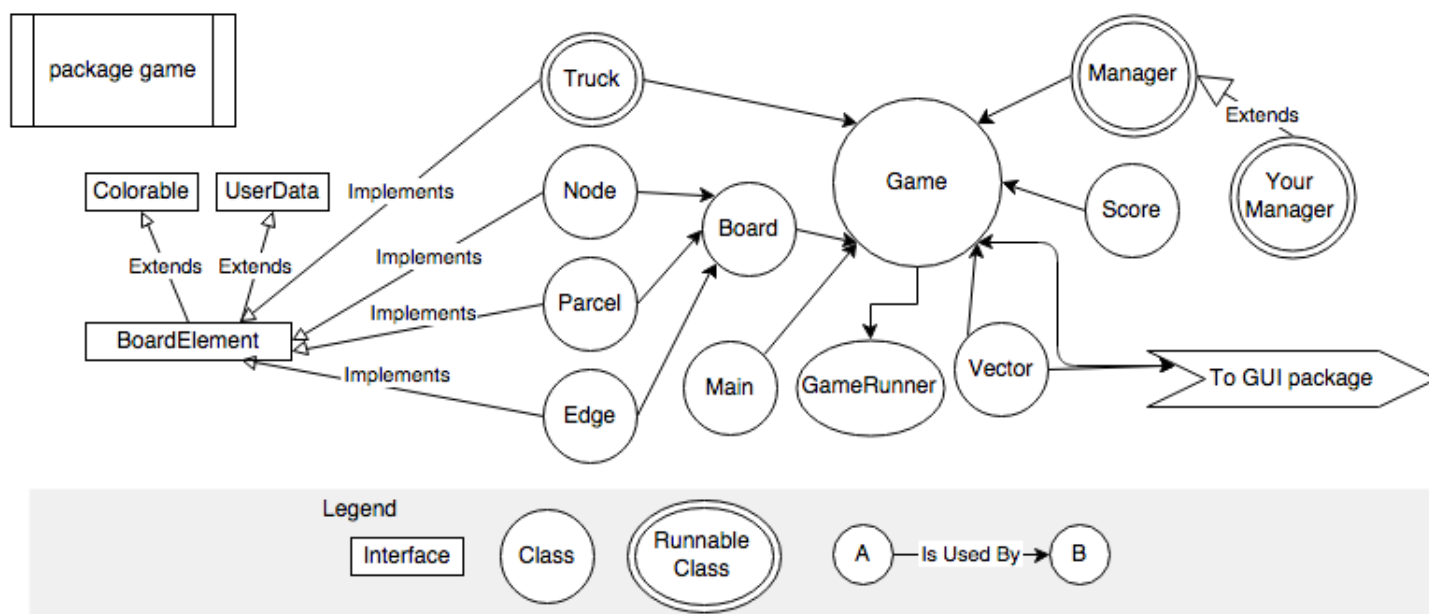 package game
Truck
Manager
Extends
Colorable
UserData
Implements
Node
Game
Your
Manager
Score
Board
Extends
Extends
Implements
Parcel
Implements
BoardElement
Implements
Edge
Main
GameRunner
Vector
To GUI package
Legend
Interface
Class
Runnable
Class
A
Is Used By
B